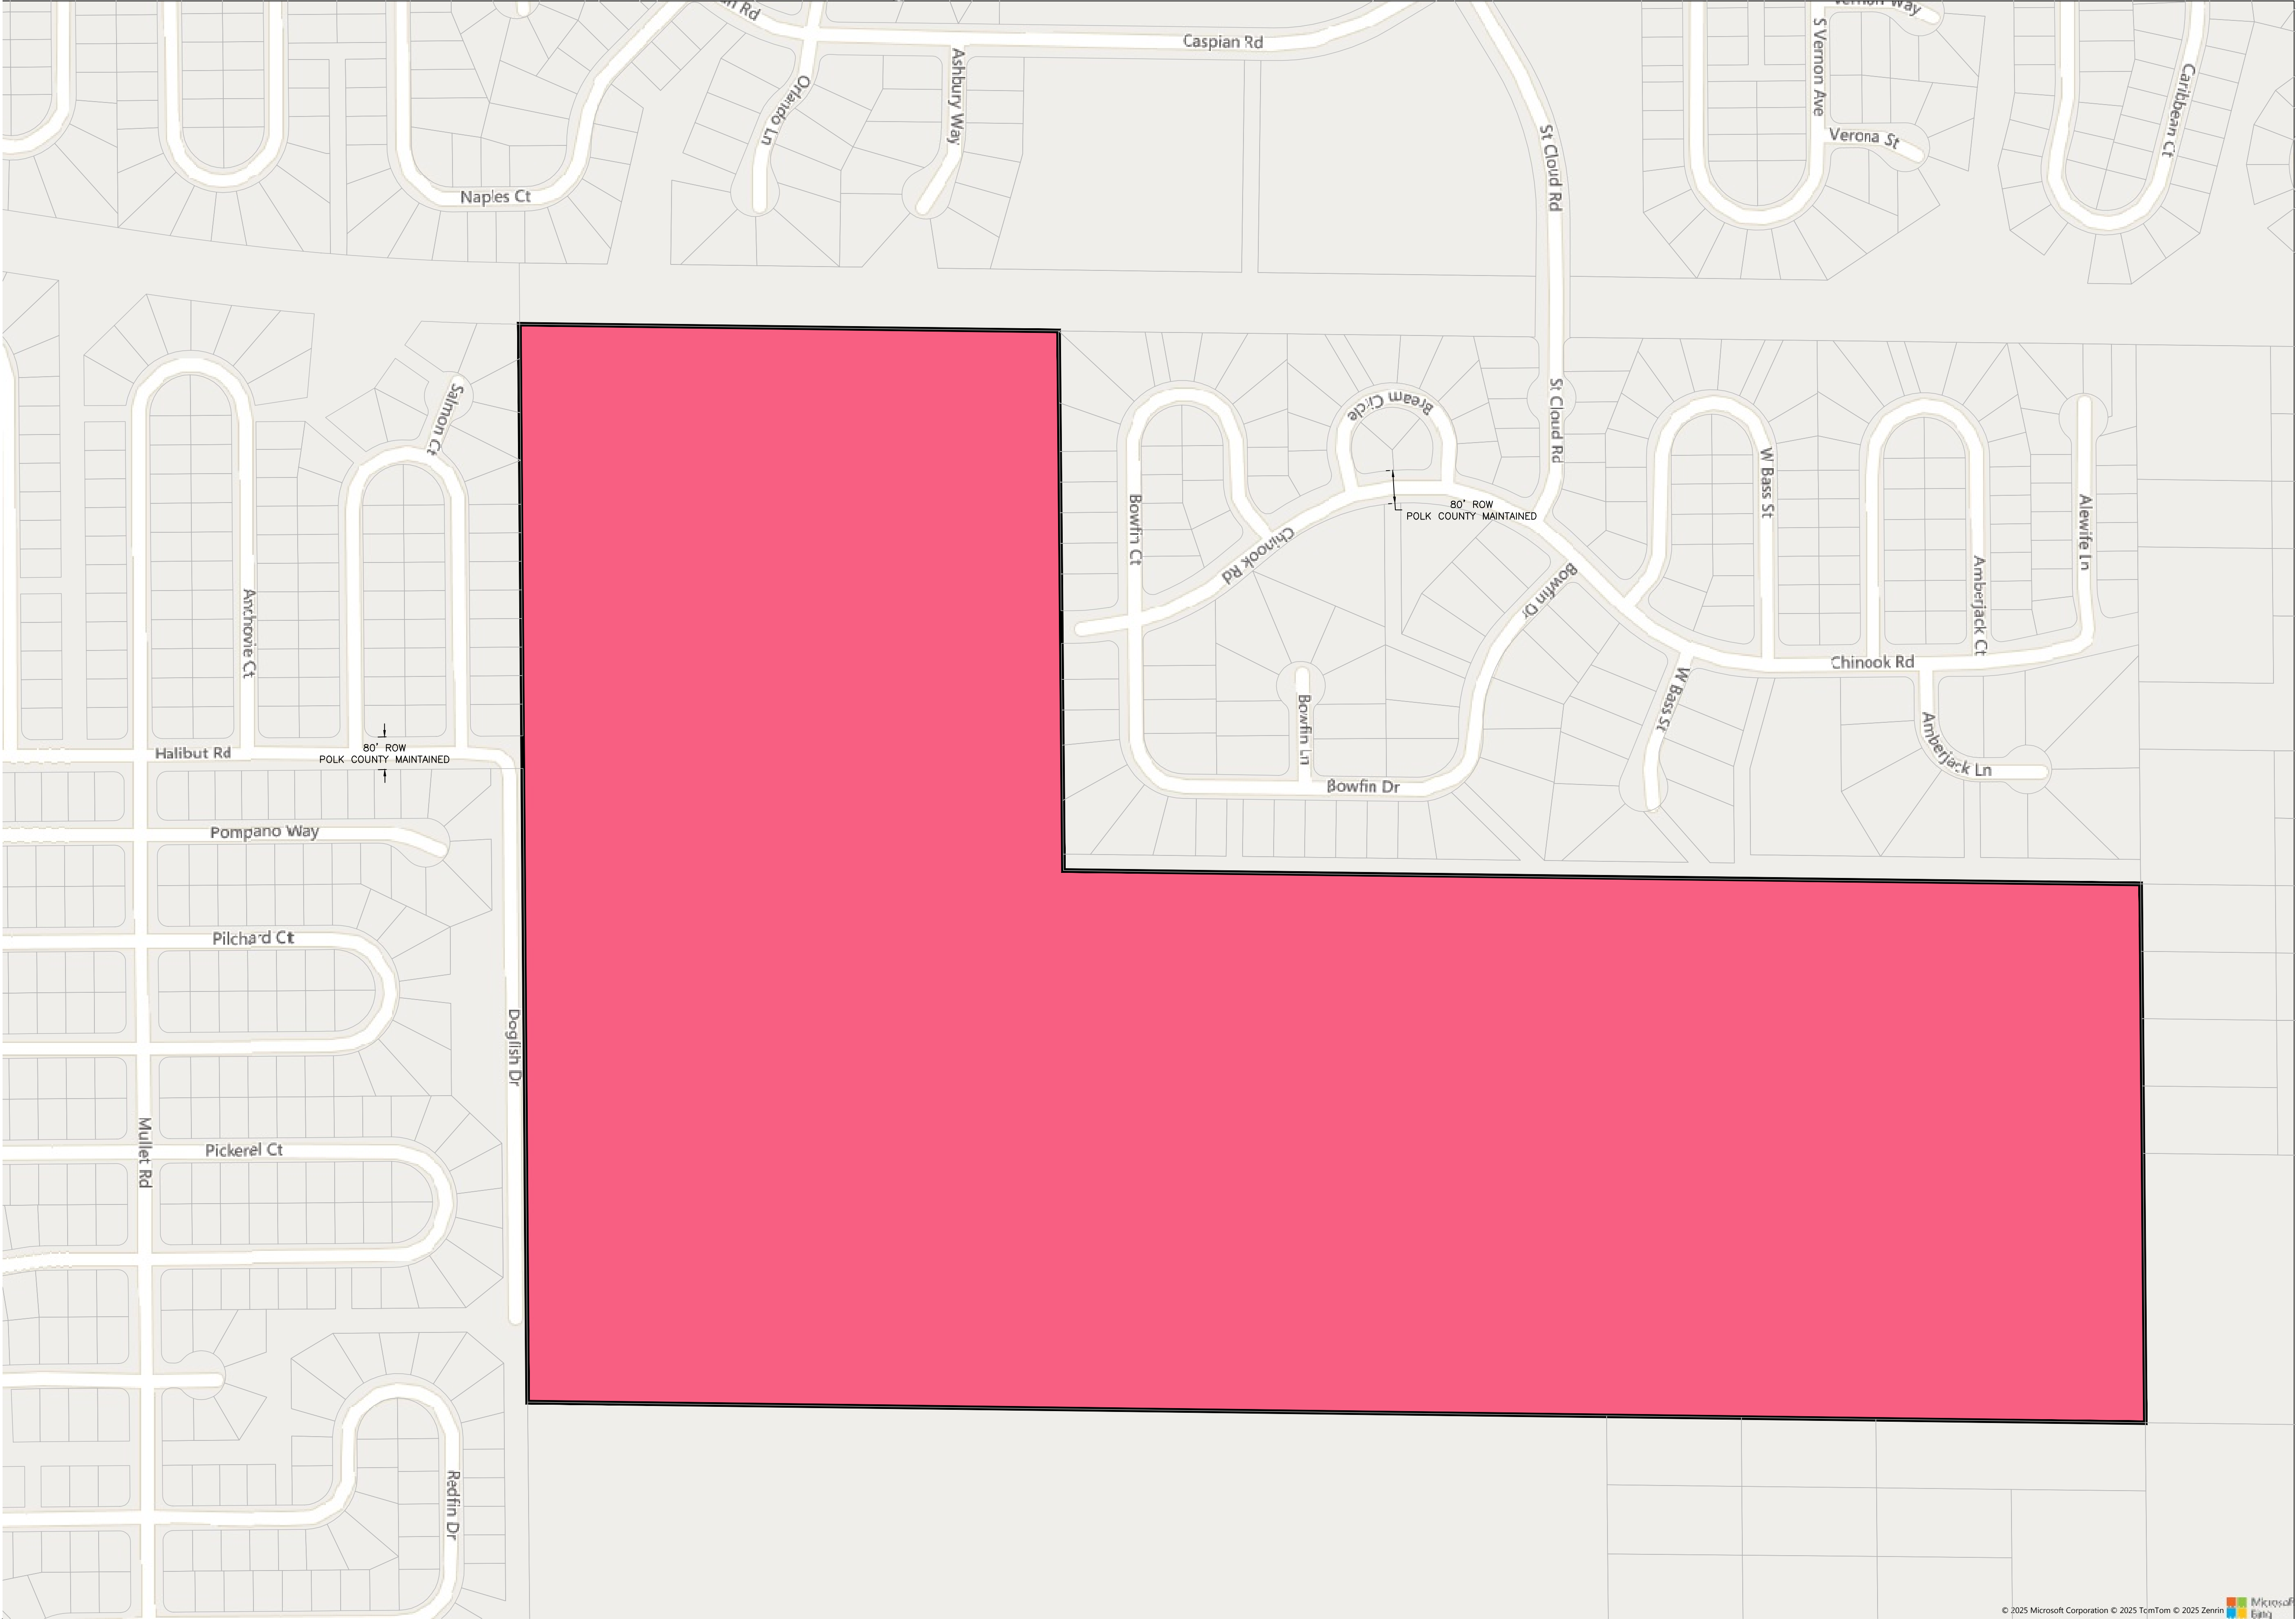 Caspian Rd
Orlando Ln
Ashbury Way
Naples Ct
St Cloud Rd
S Vernon Ave
Verona St
Caribbean Ct
Salmon Ct
Anchovie Ct
Halibut Rd
80' ROW
POLK COUNTY MAINTAINED
Bowfin Ct
Bream Circle
St Cloud Rd
80' ROW
POLK COUNTY MAINTAINED
Chinook Rd
Bowfin Dr
W Bass St
Amberjack Ct
Alewife Ln
Chinook Rd
W Bass St
Amberjack Ln
Bowfin Ln
Bowfin Dr
Pompano Way
Pilchard Ct
Dogfish Dr
Mullet Rd
Pickerel Ct
Redfin Dr
© 2025 Microsoft Corporation © 2025 TomTom © 2025 Zenrin